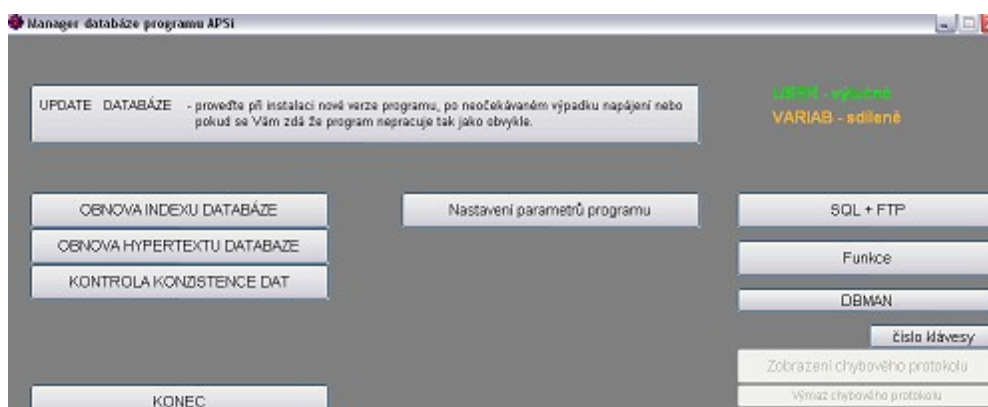 Manager databáze programu APSi
UPDATE DATABÁZE - proveďte při instalaci nové verze programu, po neočekávaném výpadku napájení nebo
pokud se Vám zdá že program nepracuje tak jako obvykle.
USER - výlučně
VARIAB - sdíleně
OBNOVA INDEXU DATABÁZE
Nastavení parametrů programu
SQL + FTP
OBNOVA HYPERTEXTU DATABAZE
Funkce
KONTROLA KONZISTENCE DAT
DBMAN
číslo klávesy
Zobrazení chybového protokolu
KONEC
Výmaz chybového protokolu